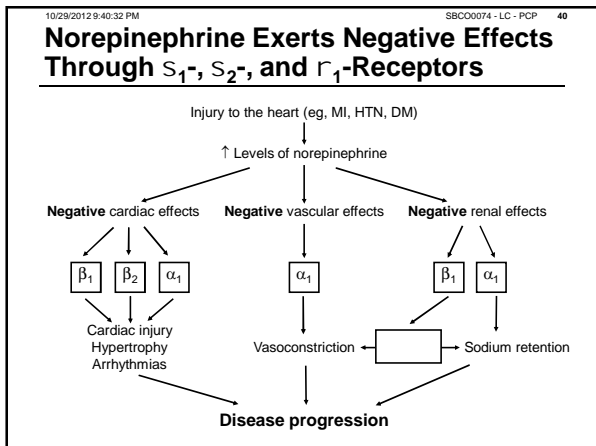 10/29/2012 9:40:32 PM SBCO0074 - LC - PCP 40
Norepinephrine Exerts Negative Effects
Through s₁-, s₂-, and r₁-Receptors
Injury to the heart (eg, MI, HTN, DM)
↑ Levels of norepinephrine
Negative cardiac effects Negative vascular effects Negative renal effects
β₁ β₂ α₁ α₁ β₁ α₁
Cardiac injury
Hypertrophy
Arrhythmias
Vasoconstriction Sodium retention
Disease progression